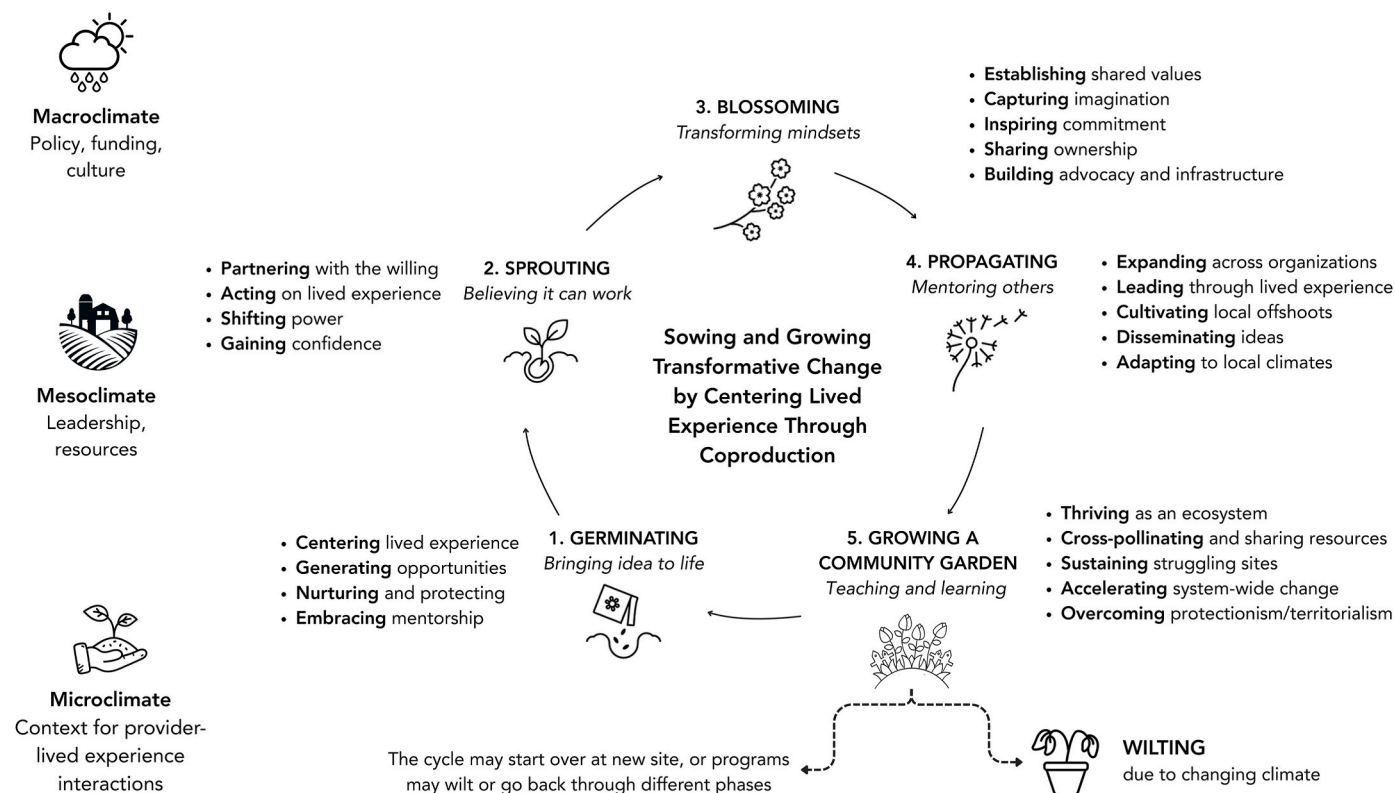 Macroclimate
Policy, funding,
culture
Mesoclimate
Leadership,
resources
Microclimate
Context for provider-
lived experience
interactions
Sowing and Growing
Transformative Change
by Centering Lived
Experience Through
Coproduction
1. GERMINATING
Bringing idea to life
• Centering lived experience
• Generating opportunities
• Nurturing and protecting
• Embracing mentorship
2. SPROUTING
Believing it can work
• Partnering with the willing
• Acting on lived experience
• Shifting power
• Gaining confidence
3. BLOSSOMING
Transforming mindsets
• Establishing shared values
• Capturing imagination
• Inspiring commitment
• Sharing ownership
• Building advocacy and infrastructure
4. PROPAGATING
Mentoring others
• Expanding across organizations
• Leading through lived experience
• Cultivating local offshoots
• Disseminating ideas
• Adapting to local climates
5. GROWING A
COMMUNITY GARDEN
Teaching and learning
• Thriving as an ecosystem
• Cross-pollinating and sharing resources
• Sustaining struggling sites
• Accelerating system-wide change
• Overcoming protectionism/territorialism
The cycle may start over at new site, or programs
may wilt or go back through different phases
WILTING
due to changing climate